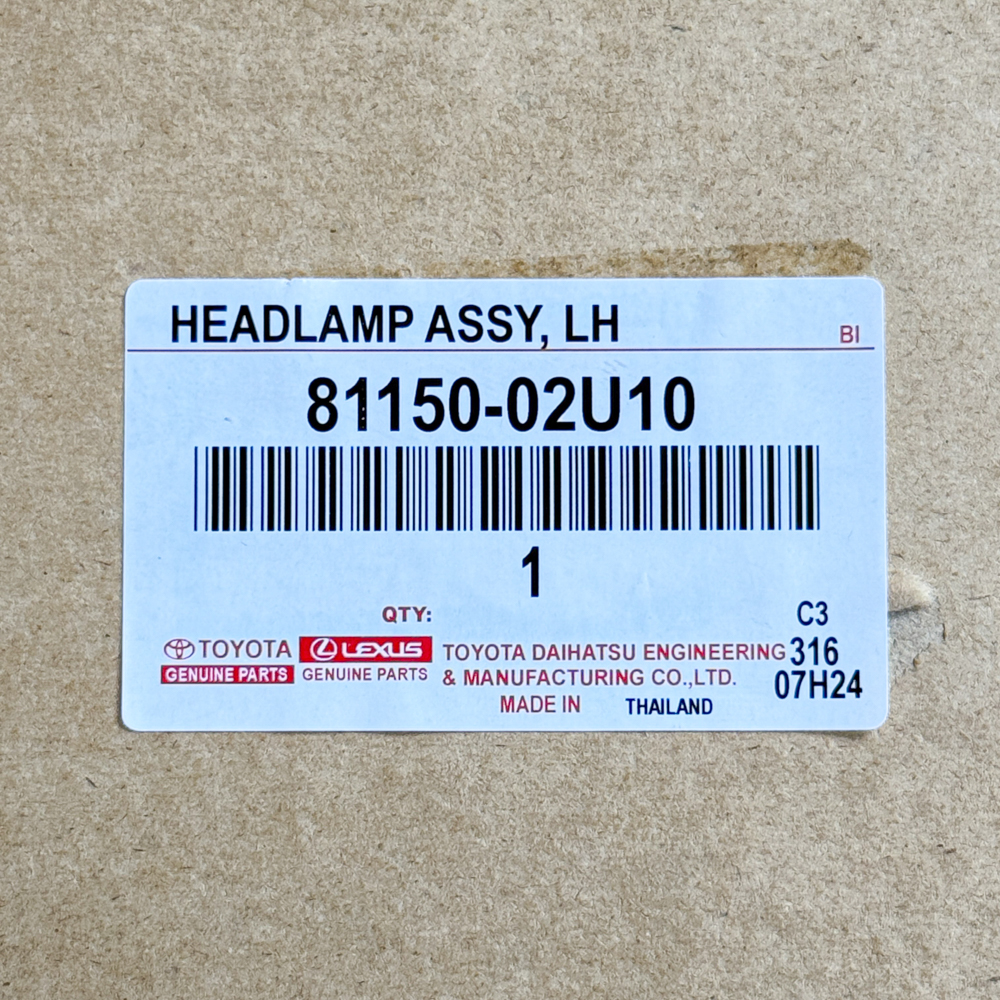 HEADLAMP ASSY, LH
BI
81150-02U10
1
QTY:
C3
TOYOTA
GENUINE PARTS
LEXUS
GENUINE PARTS
TOYOTA DAIHATSU ENGINEERING
& MANUFACTURING CO.,LTD.
MADE IN THAILAND
316
07H24